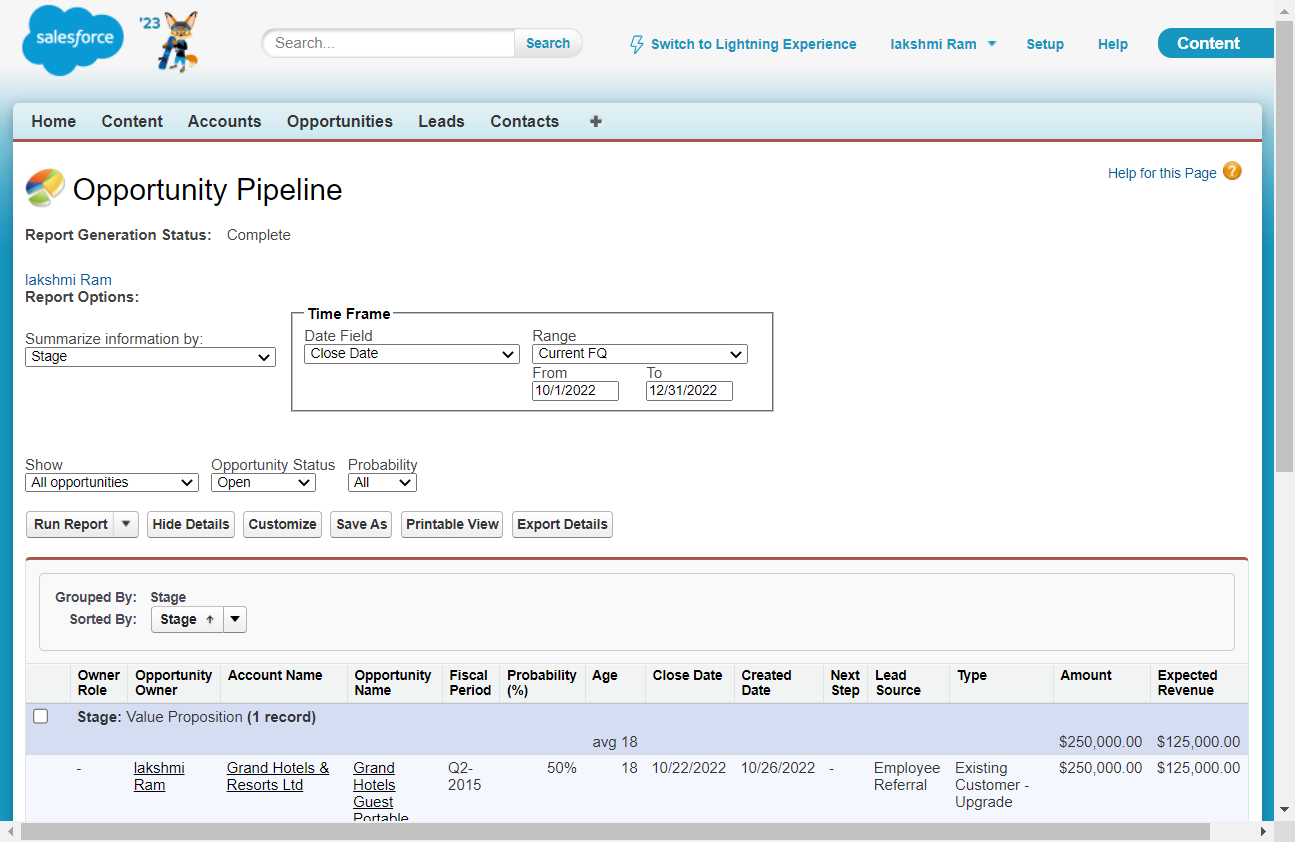 salesforce '23
Search... Search Switch to Lightning Experience lakshmi Ram Setup Help Content
Home Content Accounts Opportunities Leads Contacts +
Help for this Page ?
Opportunity Pipeline
Report Generation Status: Complete
lakshmi Ram
Report Options:
Time Frame
Summarize information by:
Stage
Date Field Range
Close Date Current FQ
From To
10/1/2022 12/31/2022
Show Opportunity Status Probability
All opportunities Open All
Run Report Hide Details Customize Save As Printable View Export Details
Grouped By: Stage
Sorted By: Stage ↑
Owner Opportunity Account Name Opportunity Fiscal Probability Age Close Date Created Next Lead Type Amount Expected
Role Owner Name Period (%) Date Step Source Revenue
Stage: Value Proposition (1 record)
avg 18 $250,000.00 $125,000.00
- lakshmi Grand Hotels & Grand Q2- 50% 18 10/22/2022 10/26/2022 - Employee Existing $250,000.00 $125,000.00
Ram Resorts Ltd Hotels 2015 Referral Customer -
Guest Upgrade
Portable